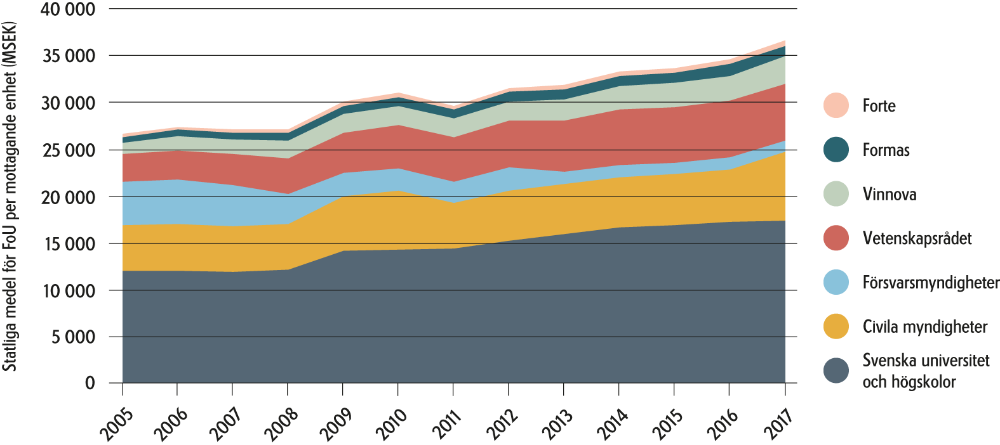 Statliga medel för FoU per mottagande enhet (MSEK)
40 000
35 000
30 000
25 000
20 000
15 000
10 000
5 000
0
2005
2006
2007
2008
2009
2010
2011
2012
2013
2014
2015
2016
2017
Forte
Formas
Vinnova
Vetenskapsrådet
Försvarsmyndigheter
Civila myndigheter
Svenska universitet
och högskolor